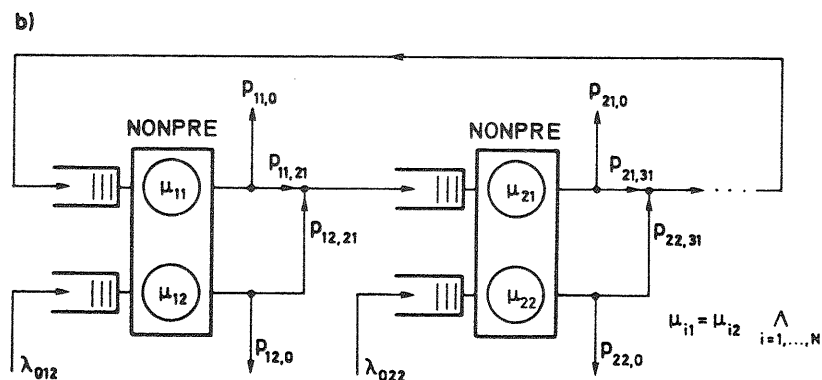 b)
P11,0
P21,0
NONPRE
NONPRE
P11,21
P21,31
μ11
μ21
. . .
P12,21
P22,31
μ12
μ22
μi1 = μi2 Λ i=1,...,N
λ012
P12,0
λ022
P22,0